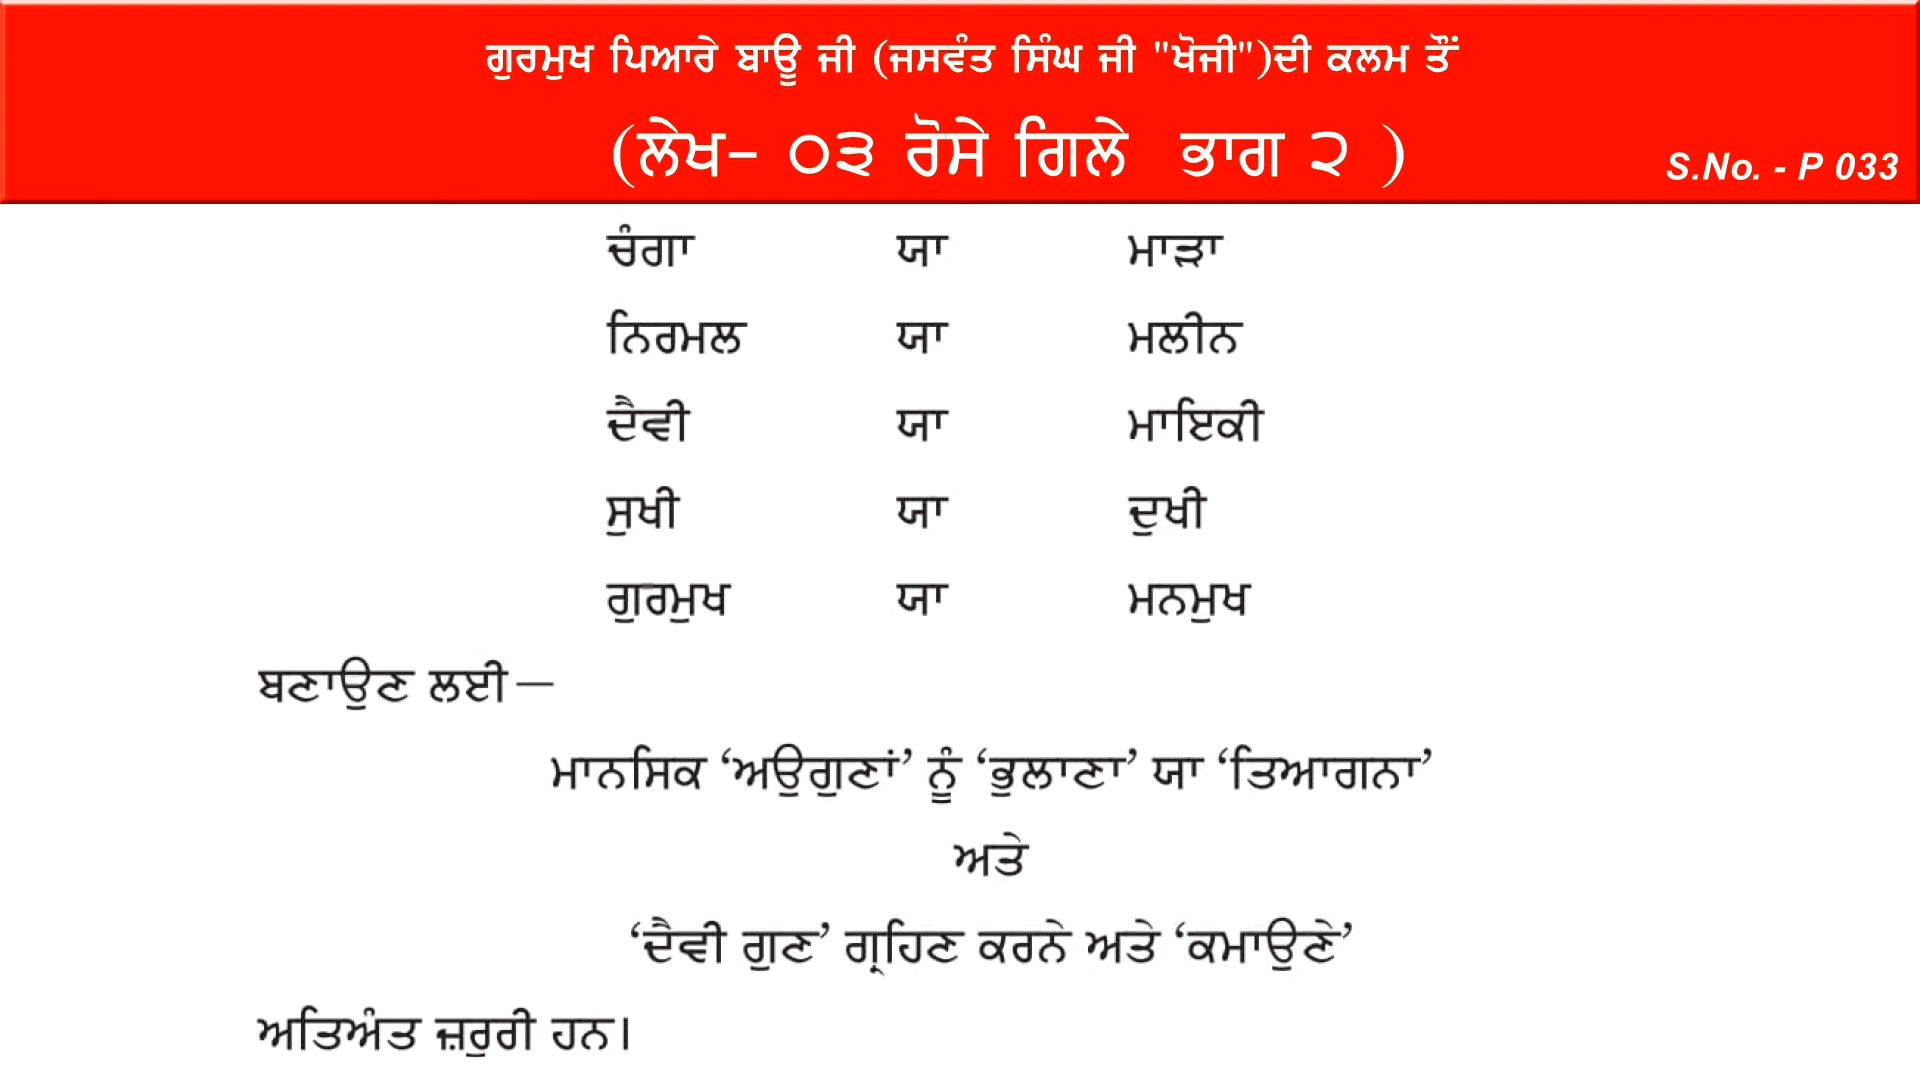 ਗੁਰਮੁਖ ਪਿਆਰੇ ਬਾਊ ਜੀ (ਜਸਵੰਤ ਸਿੰਘ ਜੀ "ਖੋਜੀ")ਦੀ ਕਲਮ ਤੋਂ
(ਲੇਖ- ੦੩ ਰੋਸੇ ਗਿਲੇ ਭਾਗ ੨ )
S.No. - P 033
ਚੰਗਾ ਯਾ ਮਾੜਾ
ਨਿਰਮਲ ਯਾ ਮਲੀਨ
ਦੈਵੀ ਯਾ ਮਾਇਕੀ
ਸੁਖੀ ਯਾ ਦੁਖੀ
ਗੁਰਮੁਖ ਯਾ ਮਨਮੁਖ
ਬਣਾਉਣ ਲਈ—
ਮਾਨਸਿਕ ‘ਅਉਗੁਣਾਂ’ ਨੂੰ ‘ਭੁਲਾਣਾ’ ਯਾ ‘ਤਿਆਗਨਾ’
ਅਤੇ
‘ਦੈਵੀ ਗੁਣ’ ਗ੍ਰਹਿਣ ਕਰਨੇ ਅਤੇ ‘ਕਮਾਉਣੇ’
ਅਤਿਅੰਤ ਜ਼ਰੁਰੀ ਹਨ।